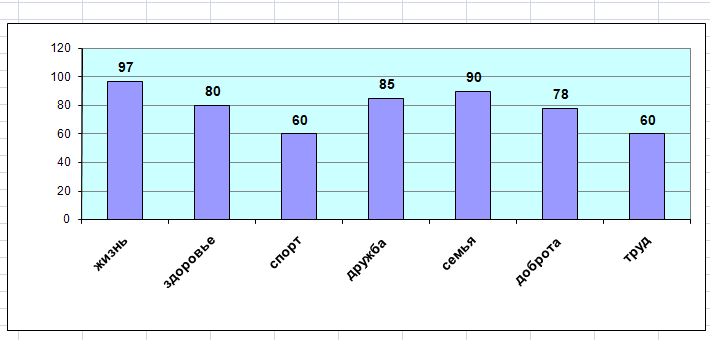 120
100
80
60
40
20
0
97
80
60
85
90
78
60
жизнь
здоровье
спорт
дружба
семья
доброта
труд